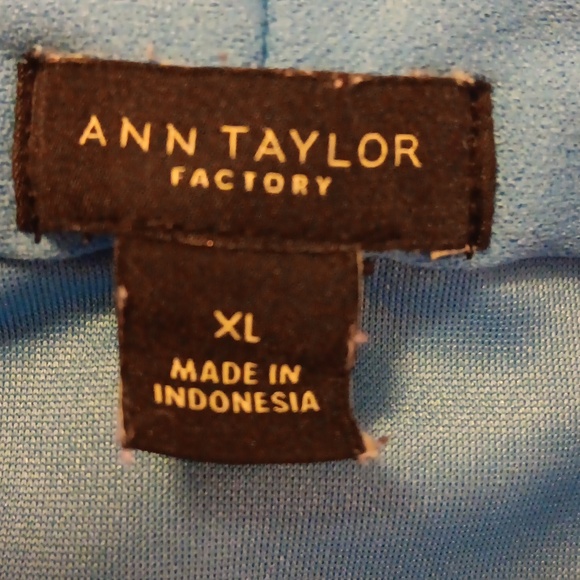 ANN TAYLOR
FACTORY
XL
MADE IN
INDONESIA